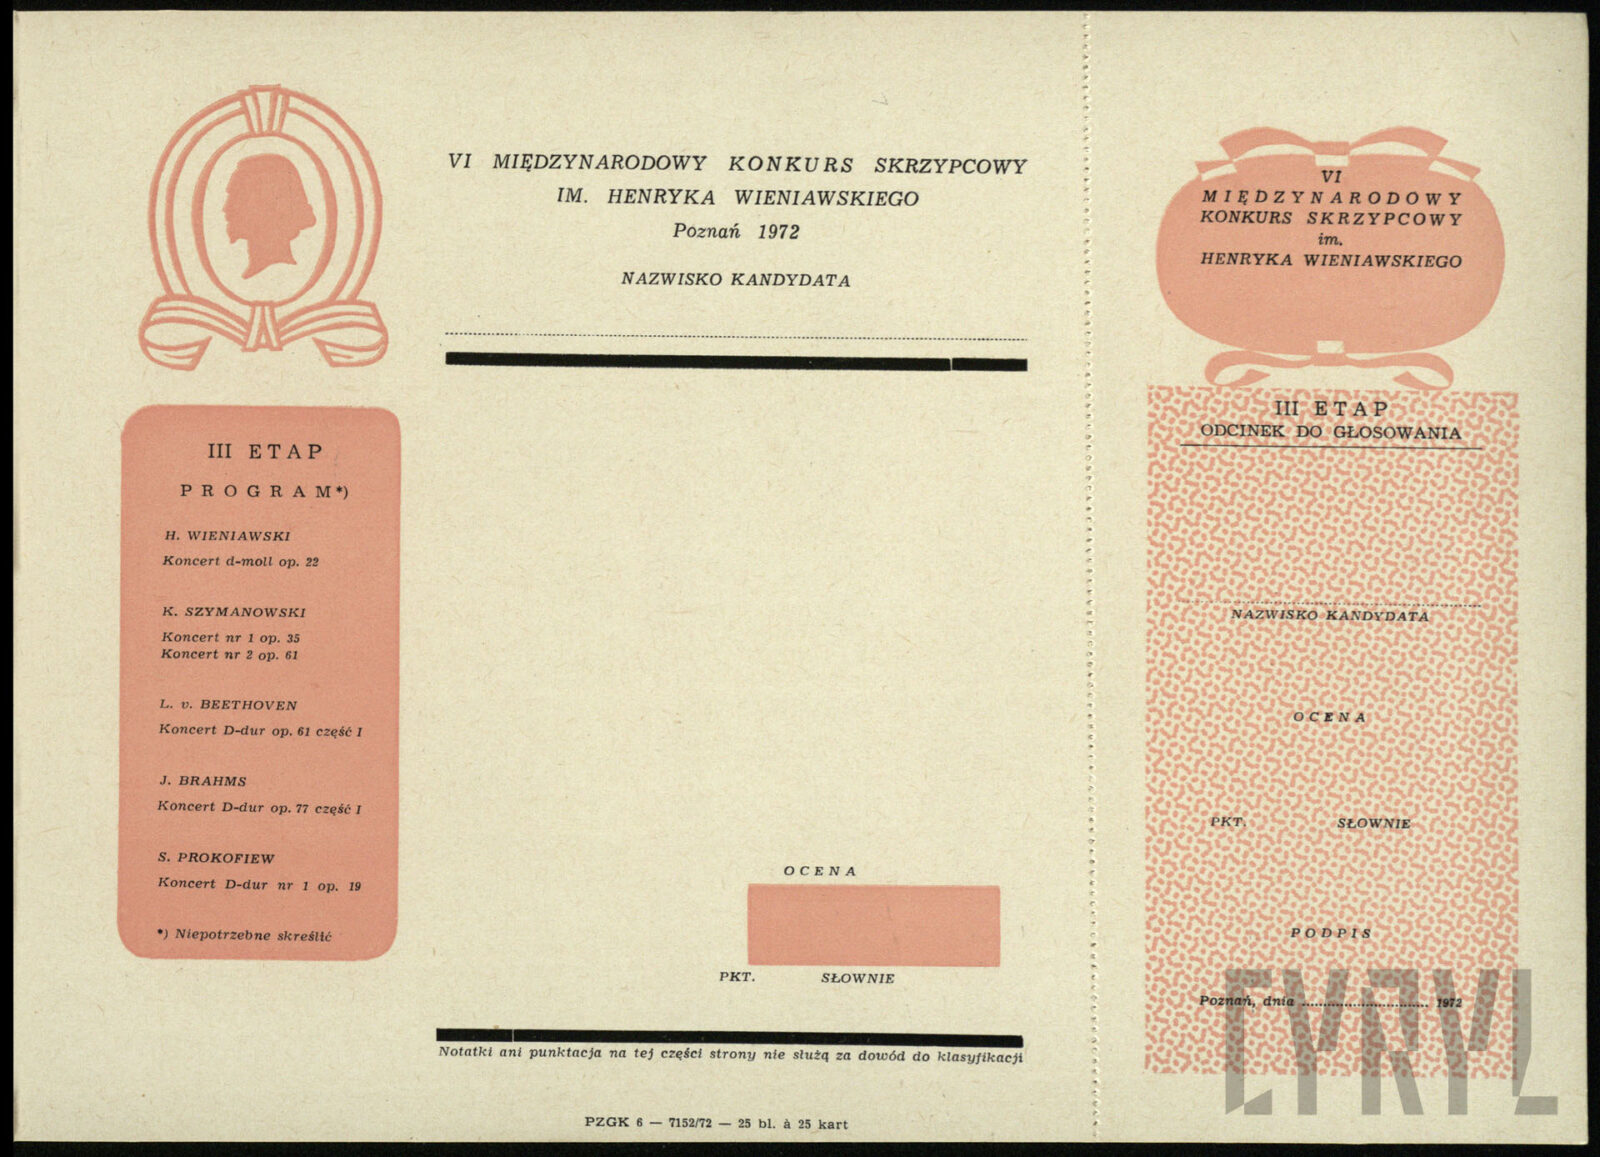 VI MIĘDZYNARODOWY KONKURS SKRZYPCOWY
IM. HENRYKA WIENIAWSKIEGO
Poznań 1972
NAZWISKO KANDYDATA
III ETAP
PROGRAM*)
H. WIENIAWSKI
Koncert d-moll op. 22
K. SZYMANOWSKI
Koncert nr 1 op. 35
Koncert nr 2 op. 61
L. v. BEETHOVEN
Koncert D-dur op. 61 część I
J. BRAHMS
Koncert D-dur op. 77 część I
S. PROKOFIEW
Koncert D-dur nr 1 op. 19
*) Niepotrzebne skreślić
OCENA
PKT. SŁOWNIE
Notatki ani punktacja na tej części strony nie służą za dowód do klasyfikacji
PZGK 6 — 7152/72 — 25 bl. à 25 kart
VI
MIĘDZYNARODOWY
KONKURS SKRZYPCOWY
im.
HENRYKA WIENIAWSKIEGO
III ETAP
ODCINEK DO GŁOSOWANIA
NAZWISKO KANDYDATA
OCENA
PKT. SŁOWNIE
PODPIS
Poznań, dnia .............................. 1972
CYRYL